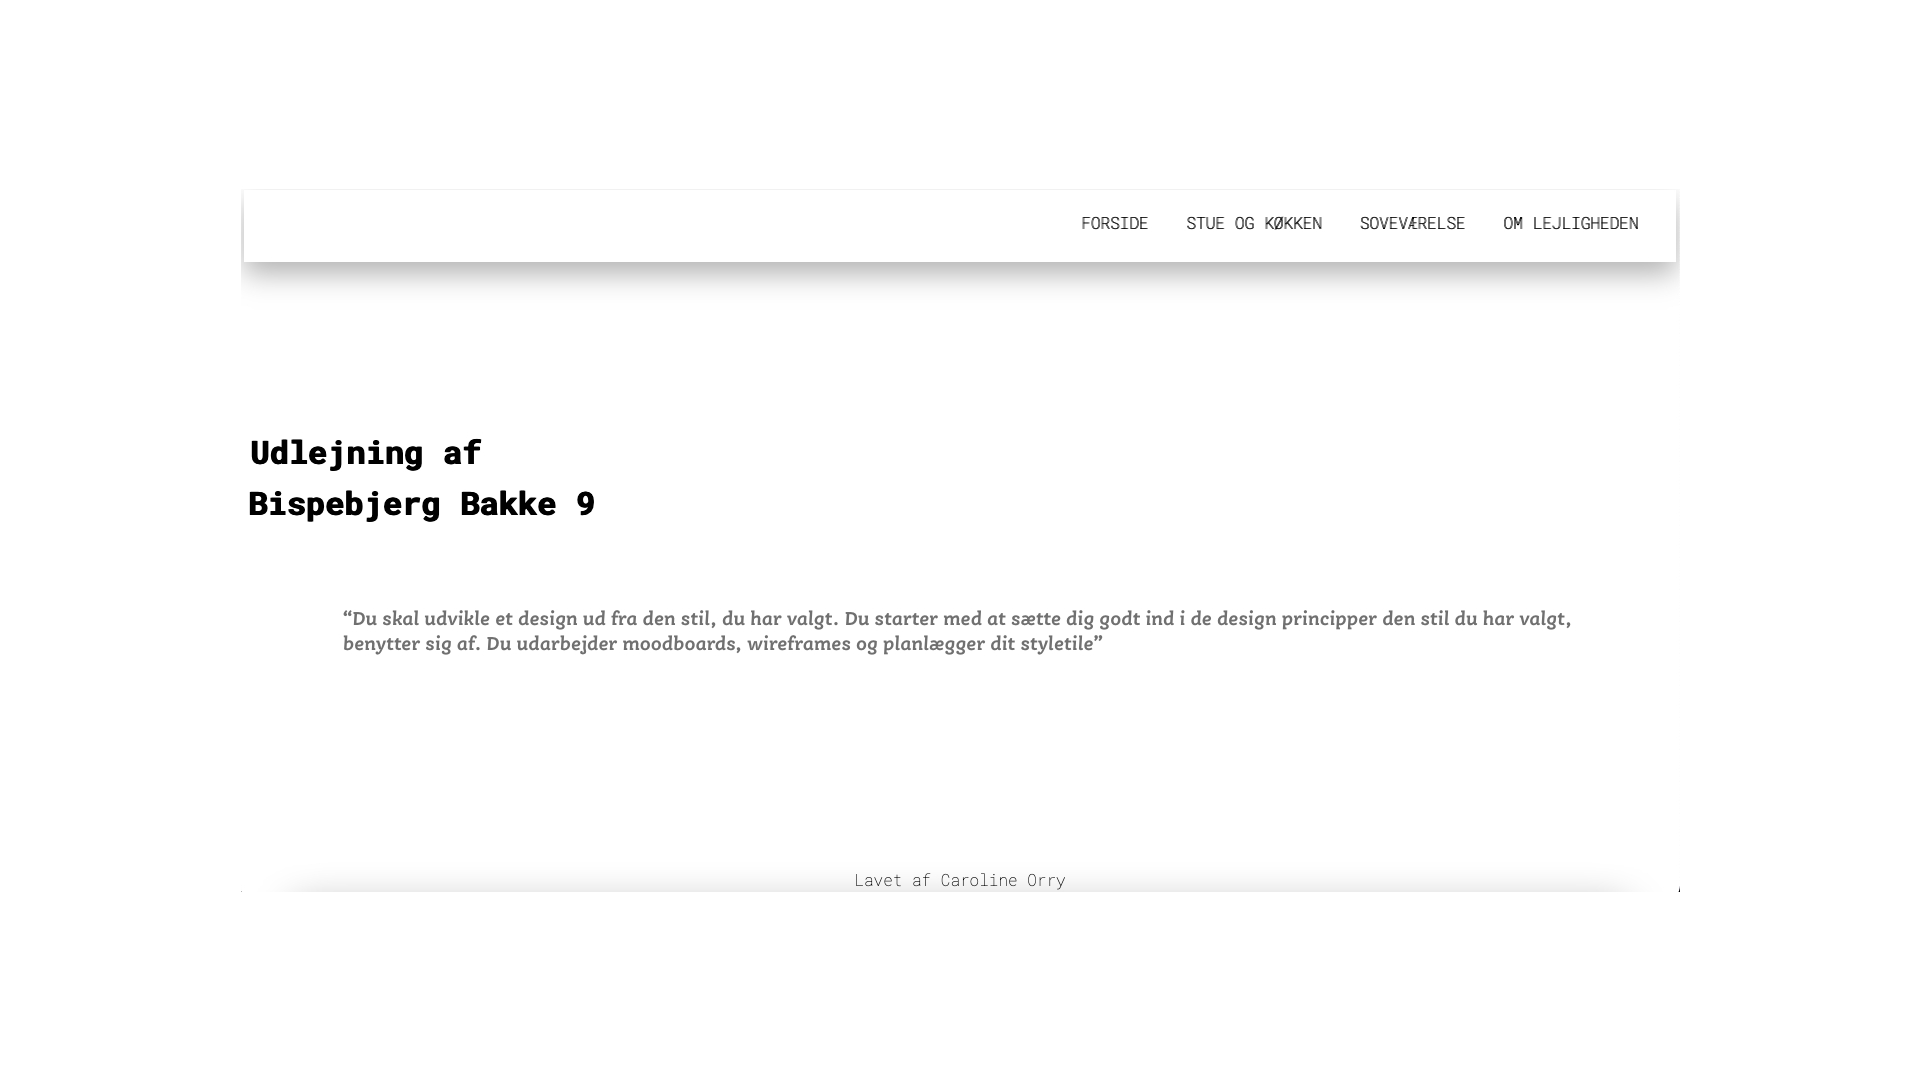 FORSIDE STUE OG KØKKEN SOVEVÆRELSE OM LEJLIGHEDEN
Udlejning af
Bispebjerg Bakke 9
“Du skal udvikle et design ud fra den stil, du har valgt. Du starter med at sætte dig godt ind i de design principper den stil du har valgt,
benytter sig af. Du udarbejder moodboards, wireframes og planlægger dit styletile”
Lavet af Caroline Orry